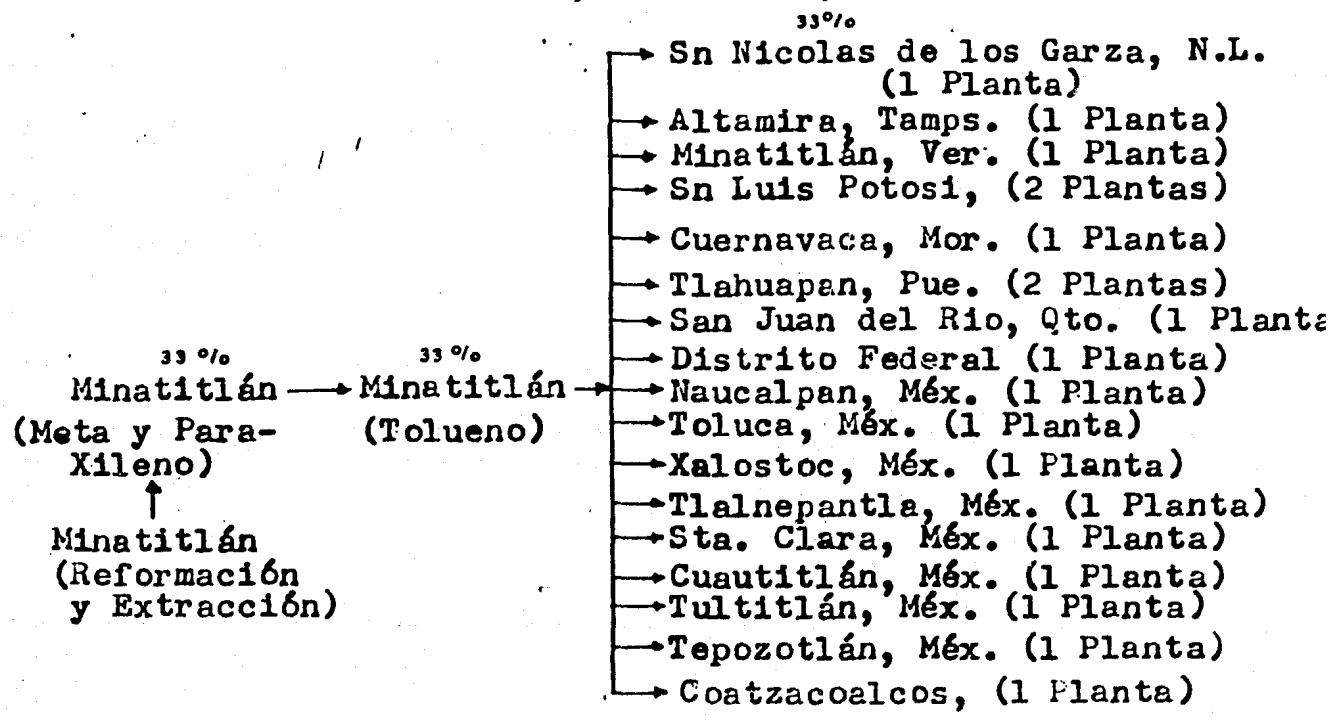 33%
Sn Nicolas de los Garza, N.L.
(1 Planta)
Altamira, Tamps. (1 Planta)
Minatitlán, Ver. (1 Planta)
Sn Luis Potosi, (2 Plantas)
Cuernavaca, Mor. (1 Planta)
Tlahuapan, Pue. (2 Plantas)
San Juan del Rio, Qto. (1 Planta
Distrito Federal (1 Planta)
Naucalpan, Méx. (1 Planta)
Toluca, Méx. (1 Planta)
Xalostoc, Méx. (1 Planta)
Tlalnepantla, Méx. (1 Planta)
Sta. Clara, Méx. (1 Planta)
Cuautitlán, Méx. (1 Planta)
Tultitlán, Méx. (1 Planta)
Tepozotlán, Méx. (1 Planta)
Coatzacoalcos, (1 Planta)
33 %
Minatitlán
(Meta y Para-
Xileno)
Minatitlán
(Reformación
y Extracción)
33 %
Minatitlán
(Tolueno)